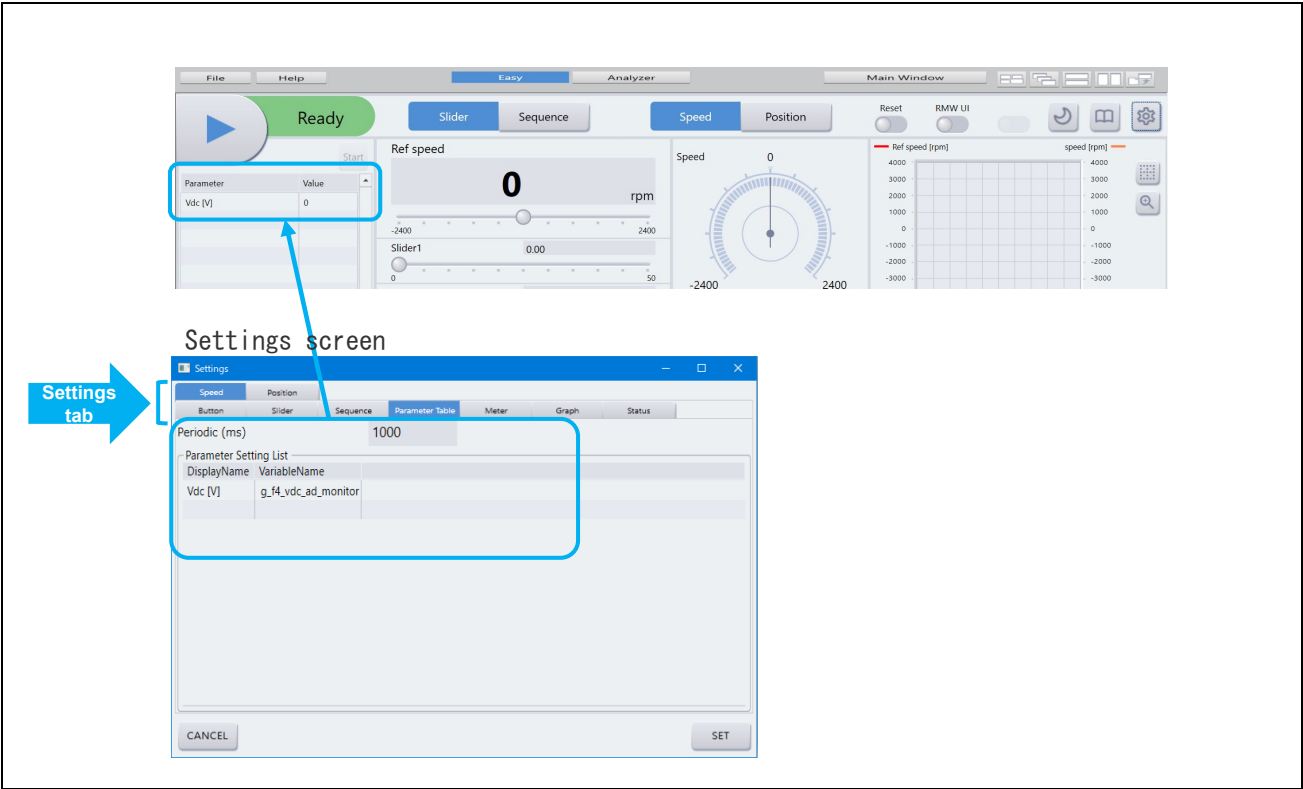 File Help Easy Analyzer Main Window
Ready Slider Sequence Speed Position Reset RMW UI
Start
Parameter Value
Vdc [V] 0
Ref speed
0 rpm
-2400 2400
Slider1 0.00
0 50
Speed 0
-2400 2400
Ref speed [rpm] speed [rpm]
4000 4000
3000 3000
2000 2000
1000 1000
0 0
-1000 -1000
-2000 -2000
-3000 -3000
Settings screen
Settings
tab
Settings
Speed Position
Button Slider Sequence Parameter Table Meter Graph Status
Periodic (ms) 1000
Parameter Setting List
DisplayName VariableName
Vdc [V] g_f4_vdc_ad_monitor
CANCEL SET